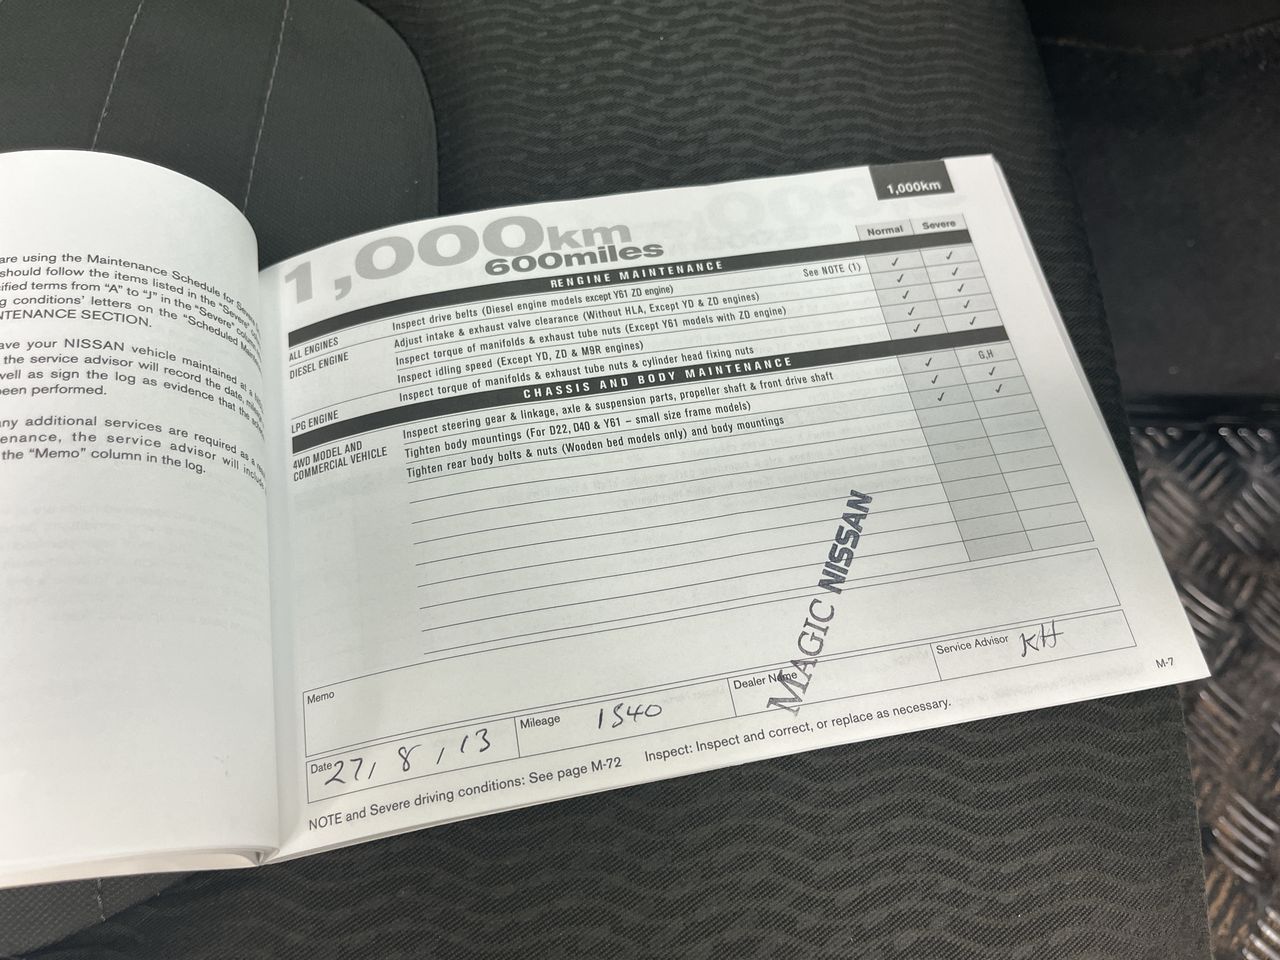 are using the Maintenance Schedule for Severe
should follow the items listed in the "Severe"
ified terms from "A" to "J" in the "Severe"
g conditions' letters on the "Scheduled
NTENANCE SECTION.
ave your NISSAN vehicle maintained at a
the service advisor will record the date,
well as sign the log as evidence that the
been performed.
any additional services are required as a
enance, the service advisor will include
the "Memo" column in the log.
1,000km
1,000km
600miles
Normal Severe
RENGINE MAINTENANCE
ALL ENGINES Inspect drive belts (Diesel engine models except Y61 ZD engine) See NOTE (1) ✓ ✓
DIESEL ENGINE Adjust intake & exhaust valve clearance (Without HLA, Except YD & ZD engines) ✓ ✓
Inspect torque of manifolds & exhaust tube nuts (Except Y61 models with ZD engine) ✓ ✓
Inspect idling speed (Except YD, ZD & M9R engines) ✓ ✓
LPG ENGINE Inspect torque of manifolds & exhaust tube nuts & cylinder head fixing nuts ✓ ✓
CHASSIS AND BODY MAINTENANCE
4WD MODEL AND COMMERCIAL VEHICLE Inspect steering gear & linkage, axle & suspension parts, propeller shaft & front drive shaft ✓ G,H
Tighten body mountings (For D22, D40 & Y61 – small size frame models) ✓ ✓
Tighten rear body bolts & nuts (Wooden bed models only) and body mountings ✓ ✓
MAGIC NISSAN
Memo
Date 27, 8, 13 Mileage 1540 Dealer Name Service Advisor KH
NOTE and Severe driving conditions: See page M-72 Inspect: Inspect and correct, or replace as necessary.
M-7